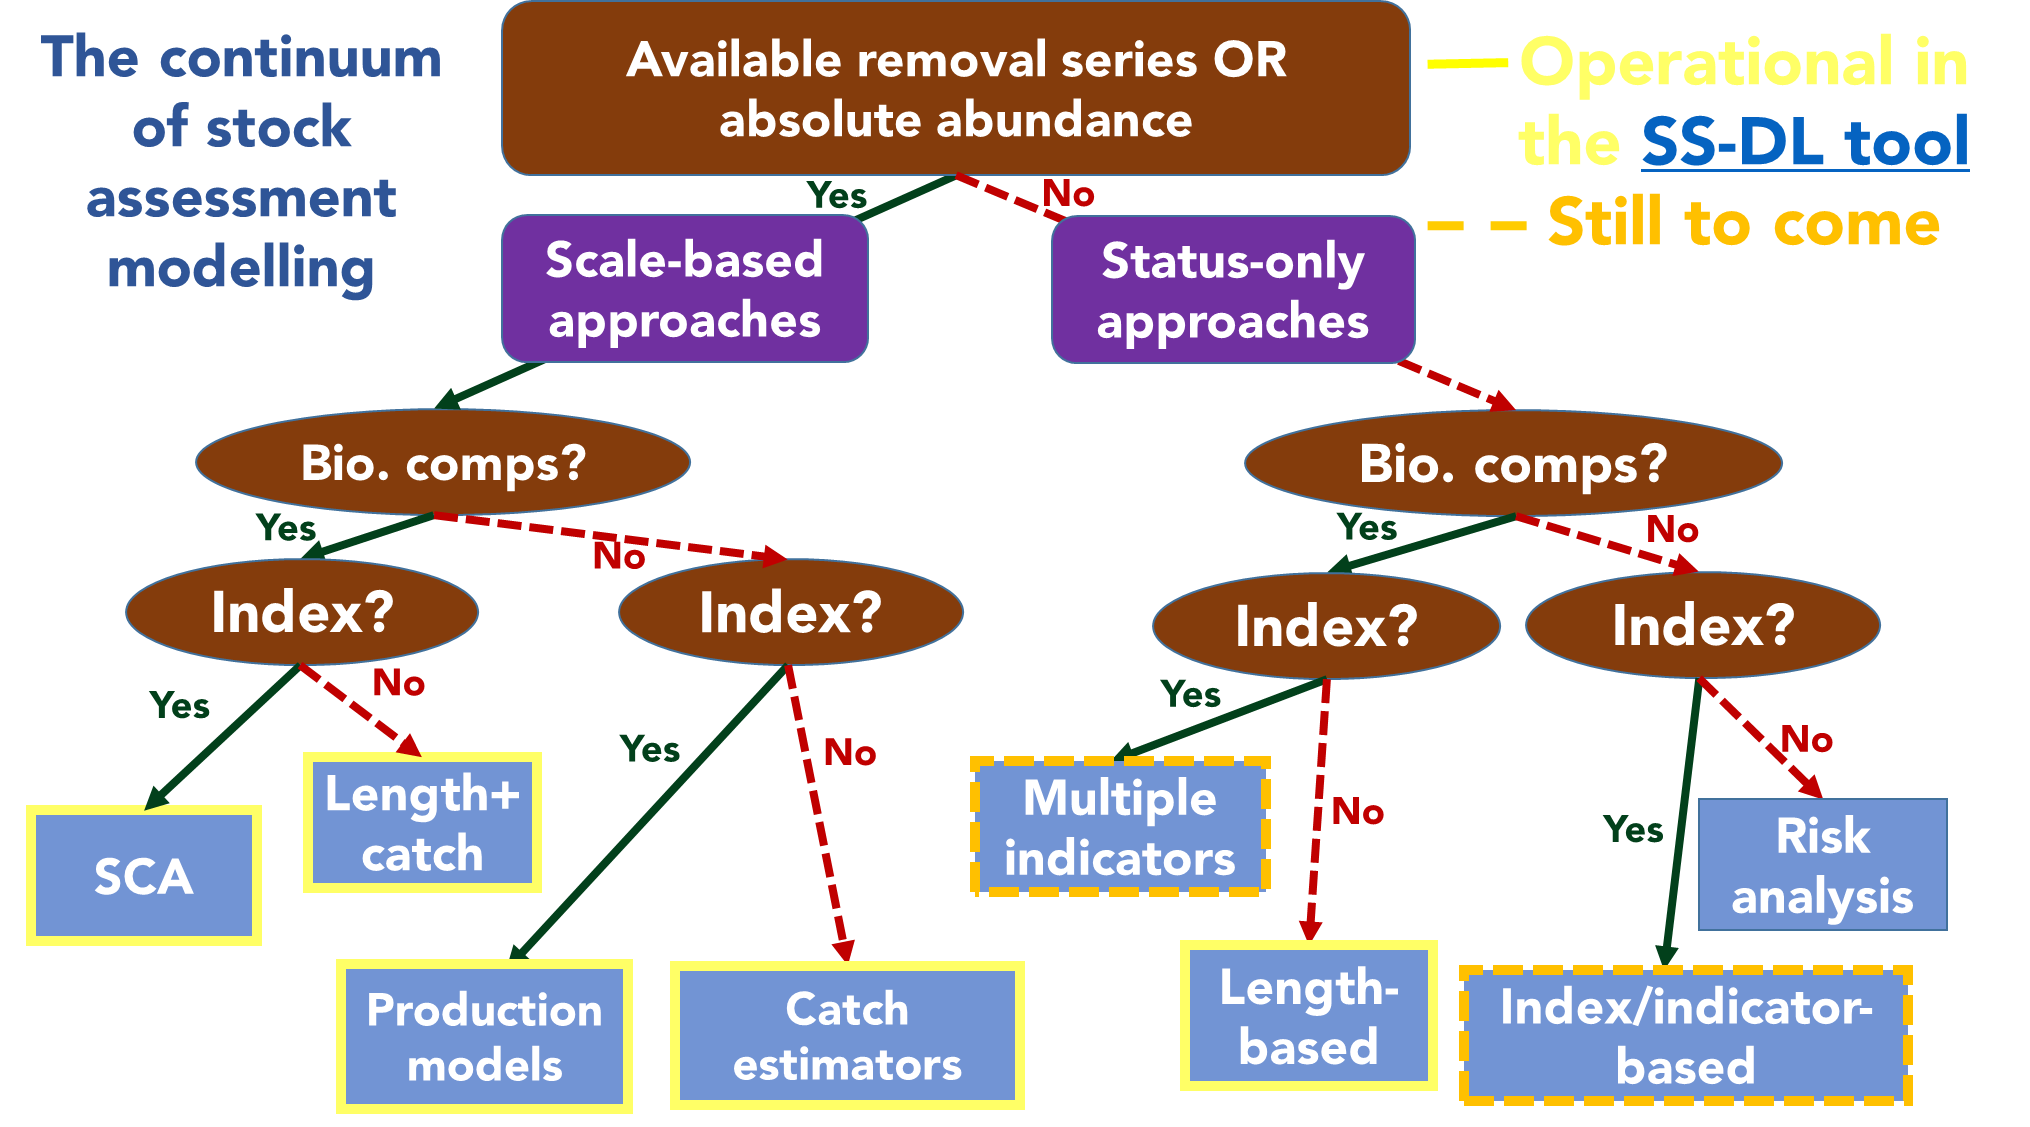 The continuum
of stock
assessment
modelling
Available removal series OR
absolute abundance
Operational in
the SS-DL tool
Still to come
Yes
No
Scale-based
approaches
Status-only
approaches
Bio. comps?
Bio. comps?
Yes
No
Yes
No
Index?
Index?
Index?
Index?
Yes
No
Yes
No
Yes
No
Yes
No
SCA
Length+
catch
Production
models
Catch
estimators
Multiple
indicators
Length-
based
Index/indicator-
based
Risk
analysis